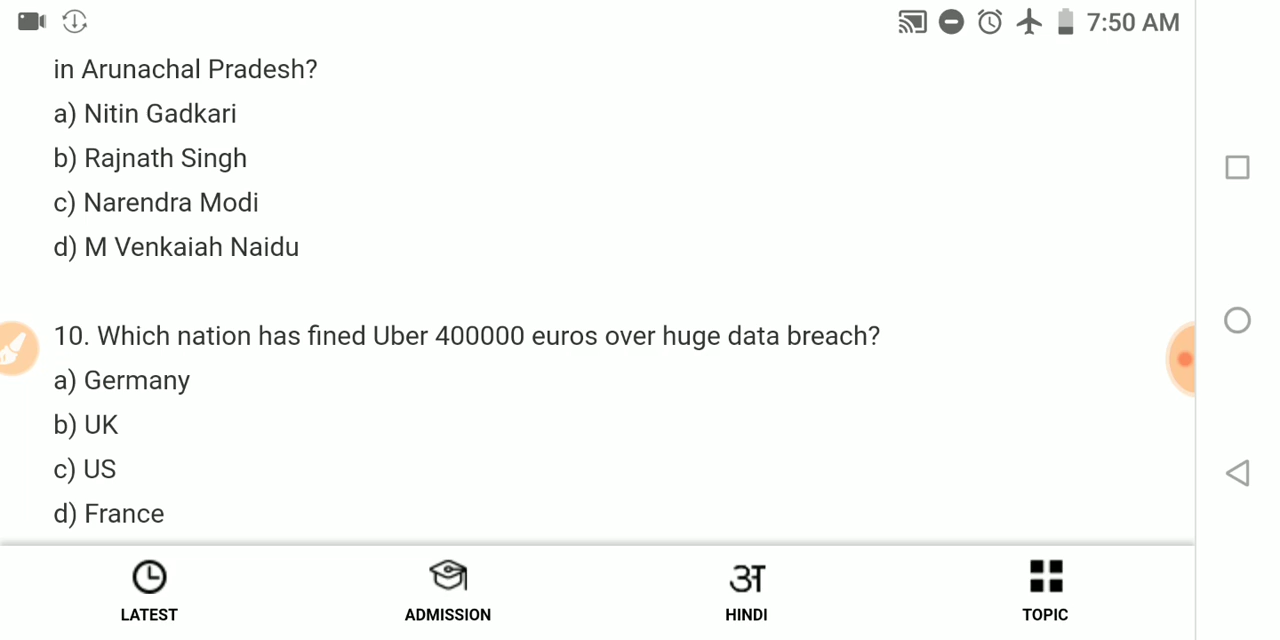 7:50 AM
in Arunachal Pradesh?
a) Nitin Gadkari
b) Rajnath Singh
c) Narendra Modi
d) M Venkaiah Naidu
10. Which nation has fined Uber 400000 euros over huge data breach?
a) Germany
b) UK
c) US
d) France
अ
LATEST ADMISSION HINDI TOPIC